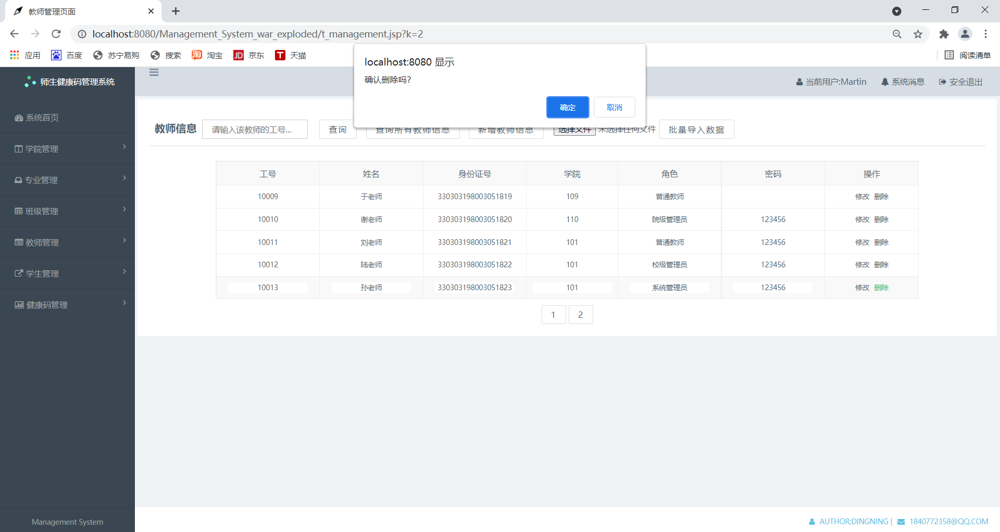 教师管理页面
localhost:8080/Management_System_war_exploded/t_management.jsp?k=2
应用 百度 苏宁易购 搜索 淘宝 京东 天猫 阅读清单
localhost:8080 显示
确认删除吗?
确定 取消
师生健康码管理系统
当前用户:Martin 系统消息 安全退出
系统首页
学院管理
专业管理
班级管理
教师管理
学生管理
健康码管理
Management System
教师信息 请输入该教师的工号... 查询 查询所有教师信息 新增教师信息 选择文件 未选择任何文件 批量导入数据
工号 姓名 身份证号 学院 角色 密码 操作
10009 于老师 330303198003051819 109 普通教师 修改 删除
10010 谢老师 330303198003051820 110 院级管理员 123456 修改 删除
10011 刘老师 330303198003051821 101 普通教师 123456 修改 删除
10012 陆老师 330303198003051822 101 校级管理员 123456 修改 删除
10013 孙老师 330303198003051823 101 系统管理员 123456 修改 删除
1 2
AUTHOR:DINGNING | 1840772358@QQ.COM